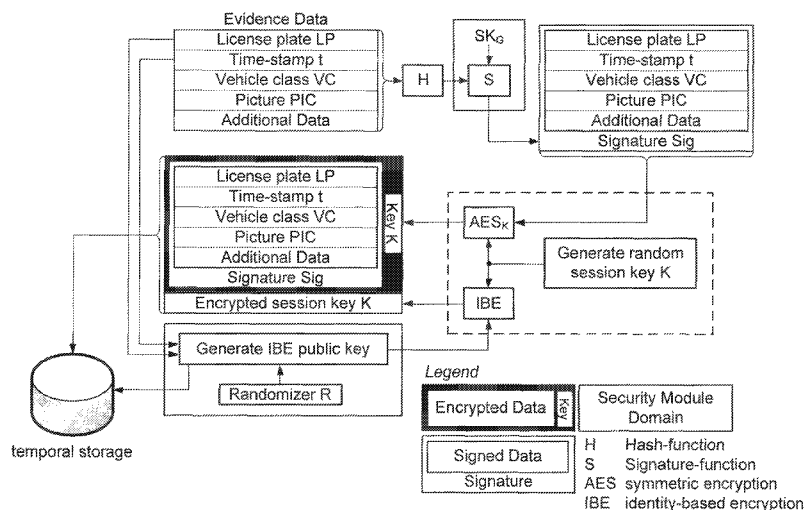 Evidence Data
License plate LP
Time-stamp t
Vehicle class VC
Picture PIC
Additional Data
H
SK_G
S
License plate LP
Time-stamp t
Vehicle class VC
Picture PIC
Additional Data
Signature Sig
License plate LP
Time-stamp t
Vehicle class VC
Picture PIC
Additional Data
Signature Sig
Key K
Encrypted session key K
AES_K
Generate random
session key K
IBE
Generate IBE public key
Randomizer R
temporal storage
Legend
Encrypted Data
Key
Security Module
Domain
Signed Data
Signature
H Hash-function
S Signature-function
AES symmetric encryption
IBE identity-based encryption